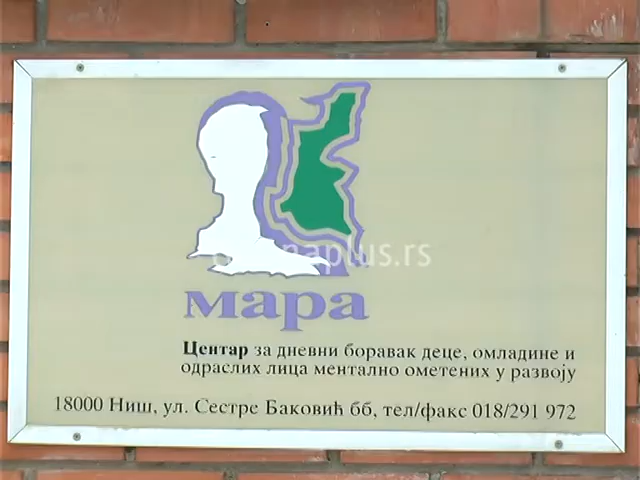 мара
Центар за дневни боравак деце, омладине и
одраслих лица ментално ометених у развоју
18000 Ниш, ул. Сестре Баковић бб, тел/факс 018/291 972